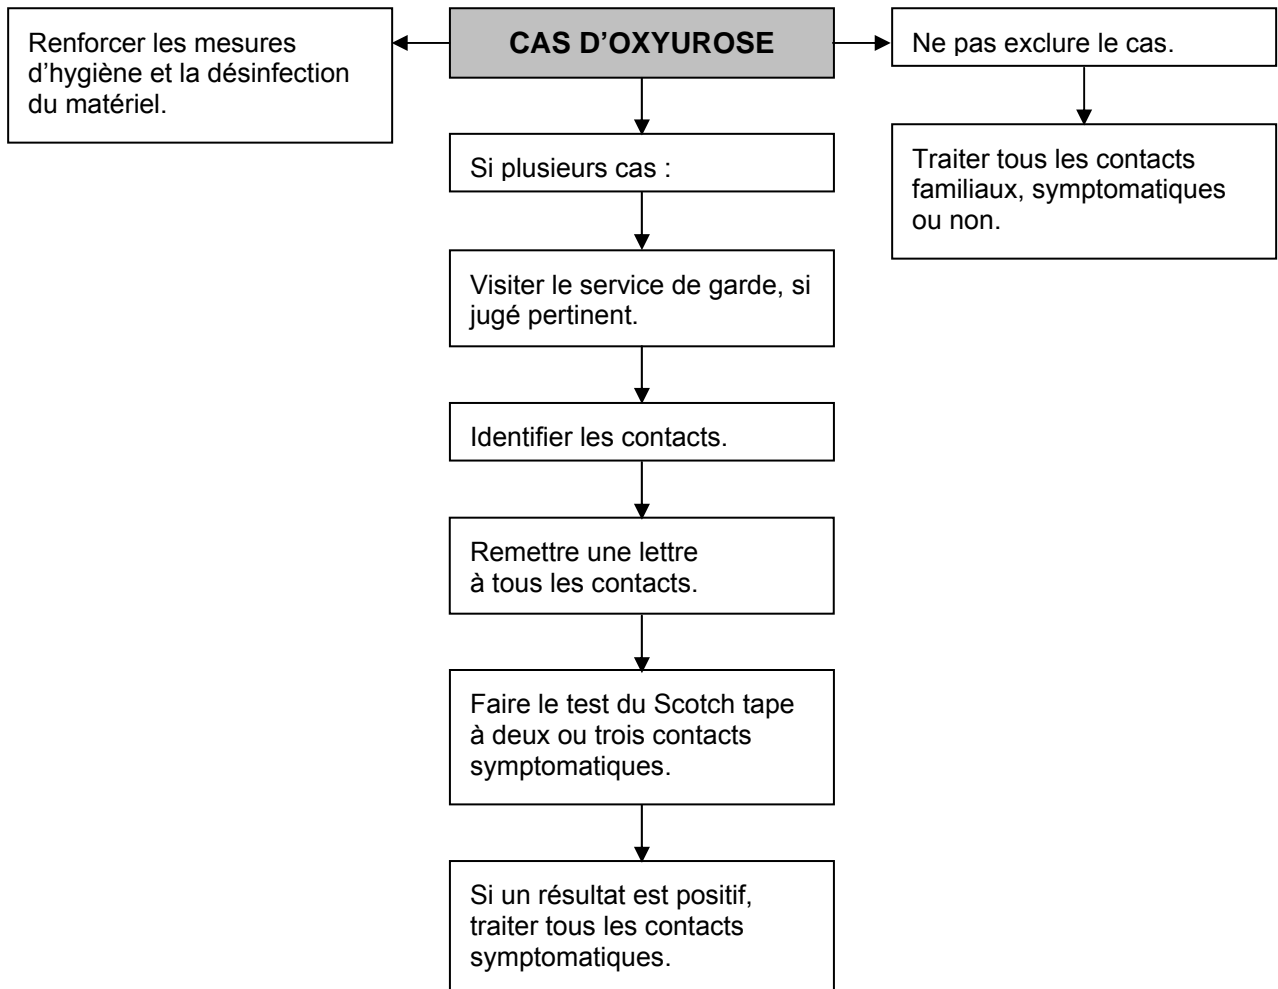 Renforcer les mesures
d’hygiène et la désinfection
du matériel.
CAS D’OXYUROSE
Ne pas exclure le cas.
Traiter tous les contacts
familiaux, symptomatiques
ou non.
Si plusieurs cas :
Visiter le service de garde, si
jugé pertinent.
Identifier les contacts.
Remettre une lettre
à tous les contacts.
Faire le test du Scotch tape
à deux ou trois contacts
symptomatiques.
Si un résultat est positif,
traiter tous les contacts
symptomatiques.